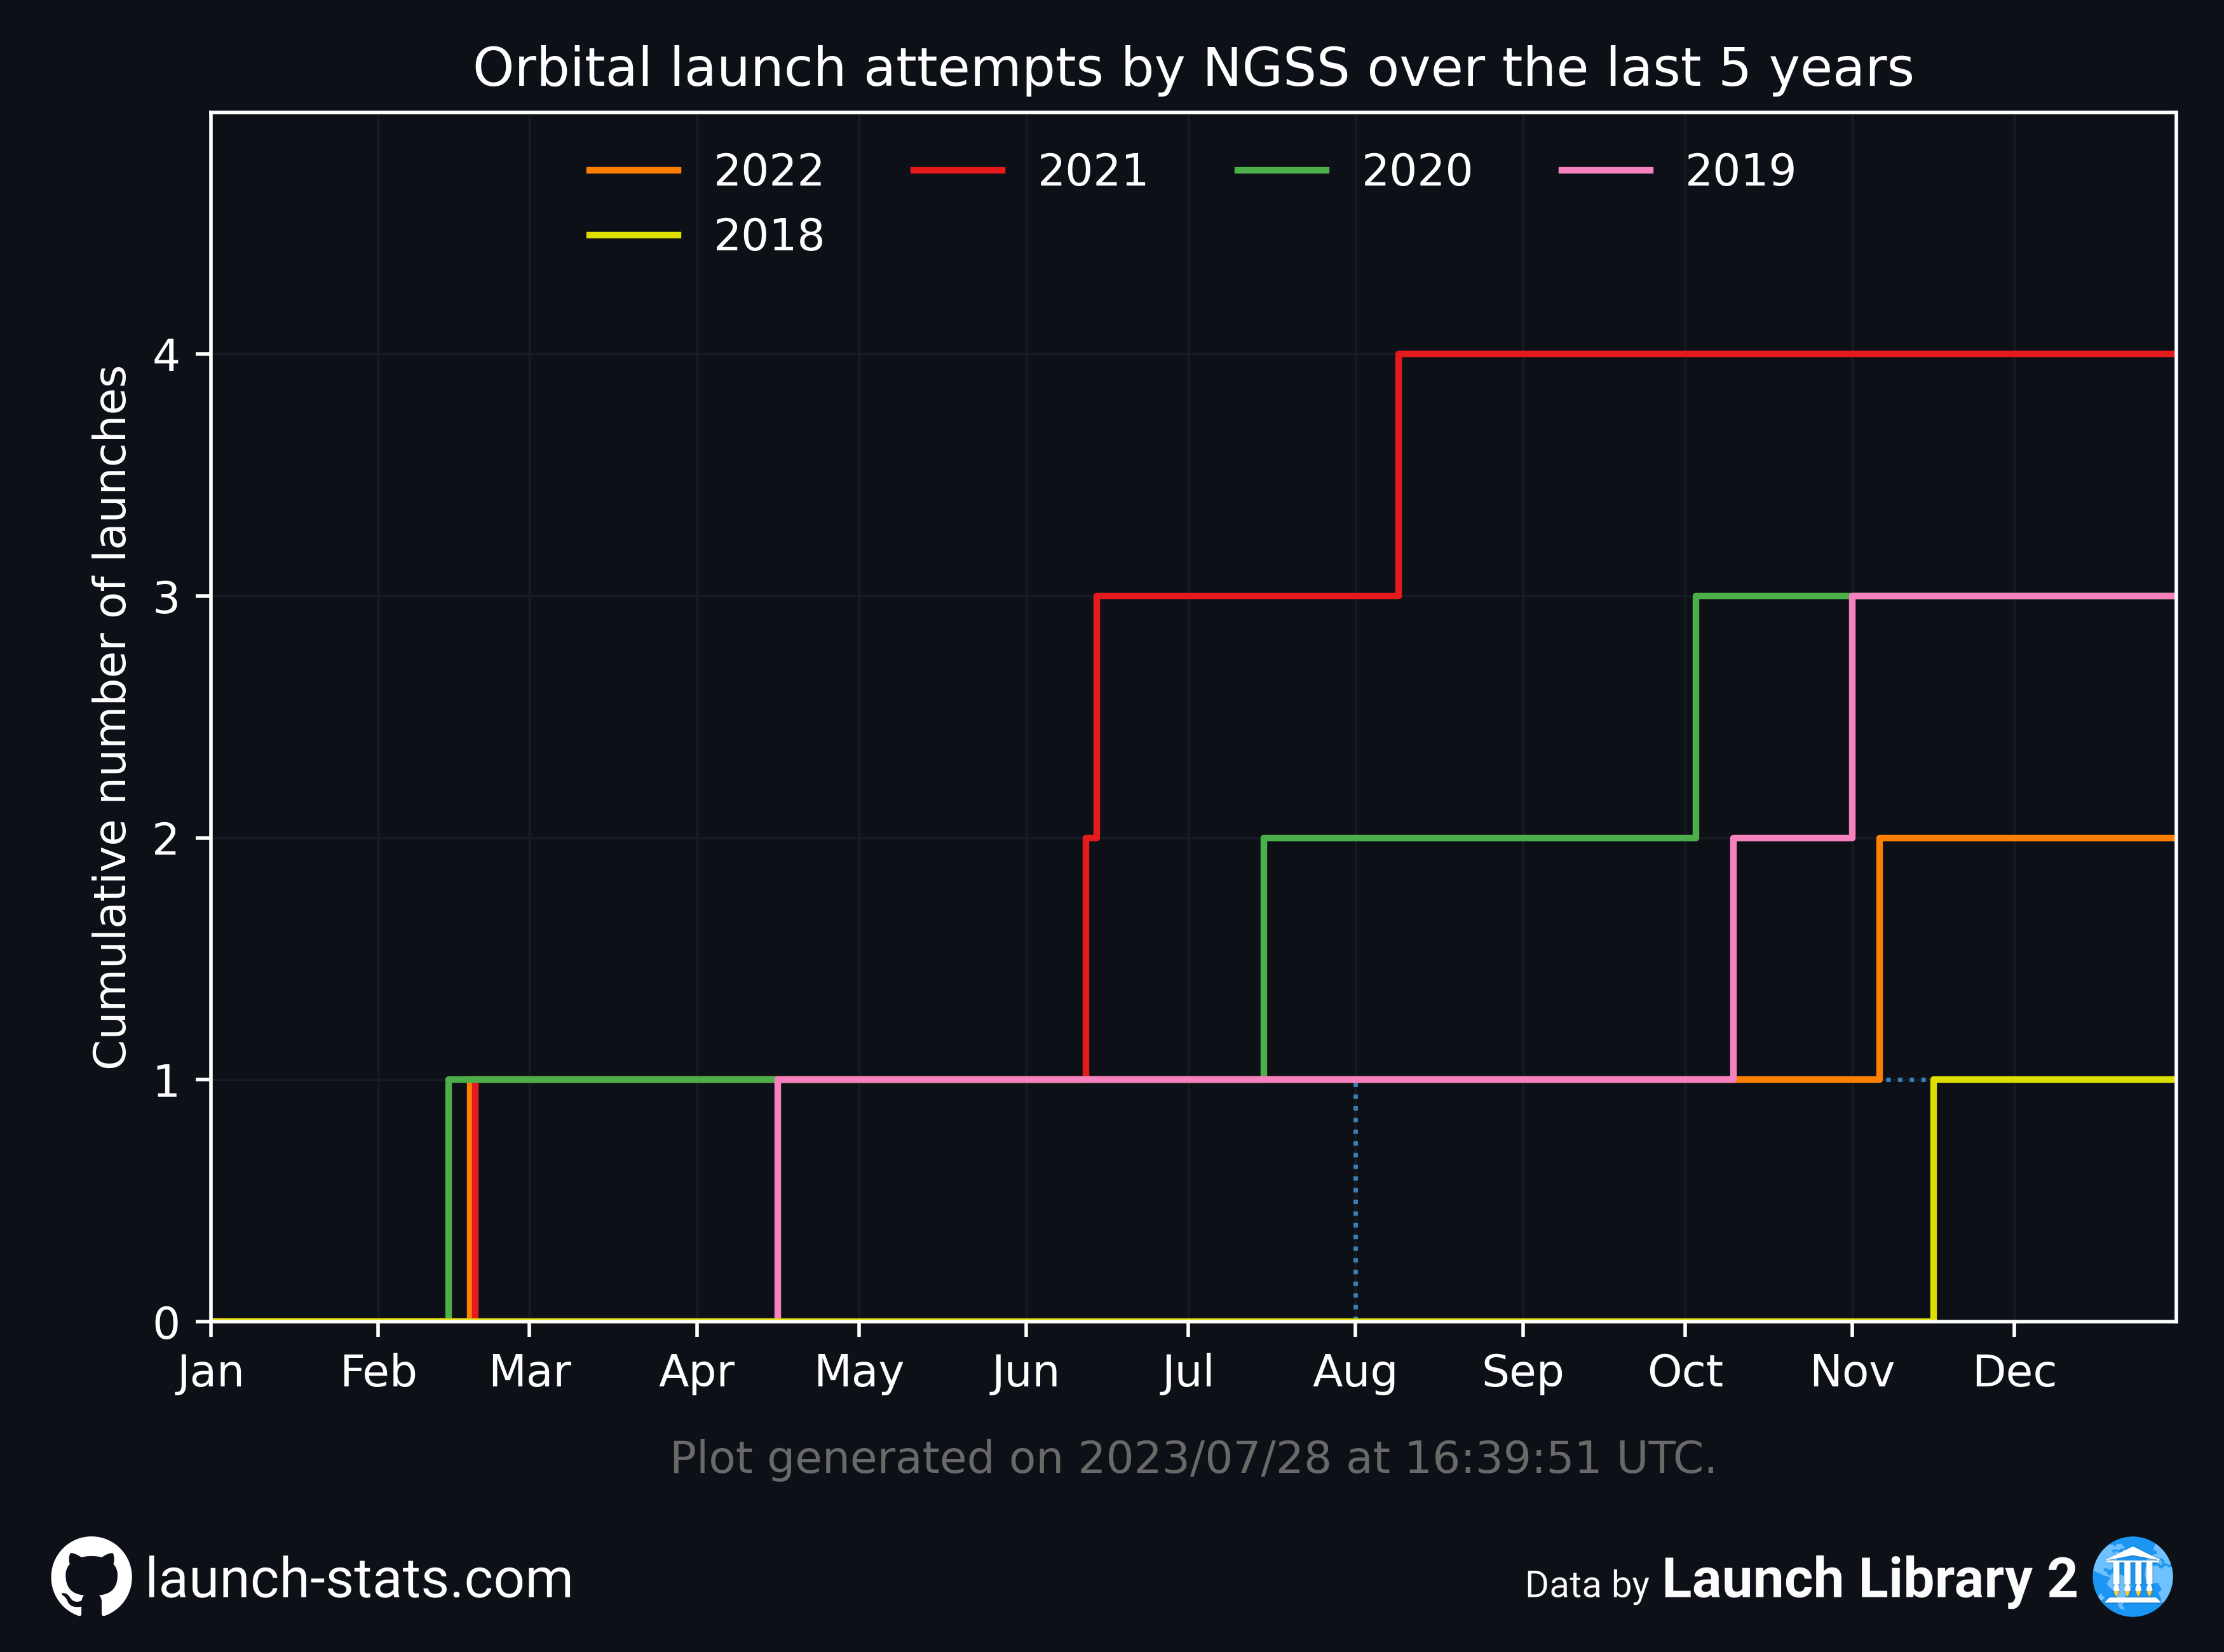 Orbital launch attempts by NGSS over the last 5 years
2022 2021 2020 2019
2018
Cumulative number of launches
4
3
2
1
0
Jan Feb Mar Apr May Jun Jul Aug Sep Oct Nov Dec
Plot generated on 2023/07/28 at 16:39:51 UTC.
launch-stats.com
Data by Launch Library 2